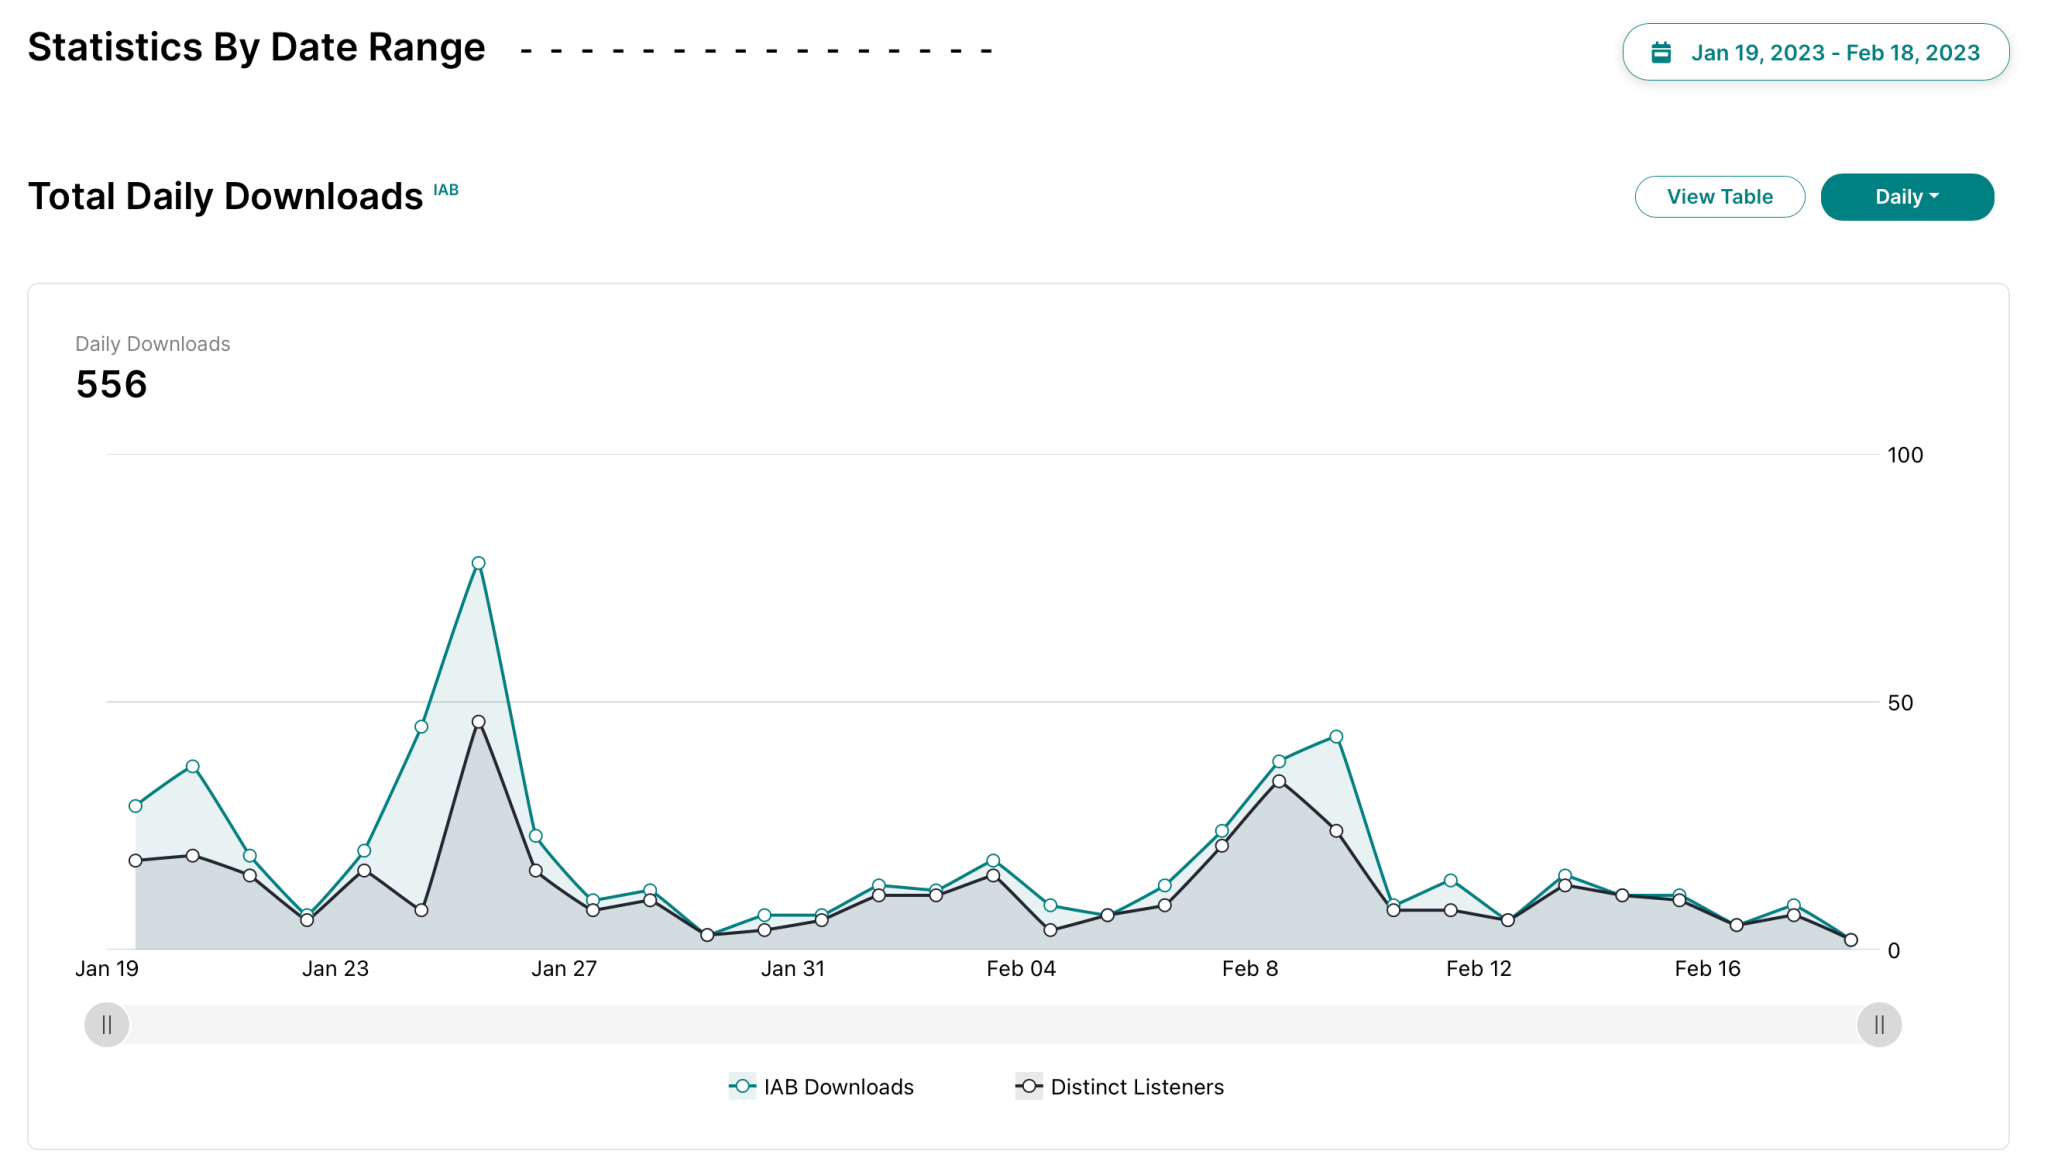 Statistics By Date Range - - - - - - - - - - - - - - - -
Jan 19, 2023 - Feb 18, 2023
Total Daily Downloads IAB
View Table
Daily
Daily Downloads
556
100
50
0
Jan 19 Jan 23 Jan 27 Jan 31 Feb 04 Feb 8 Feb 12 Feb 16
IAB Downloads
Distinct Listeners